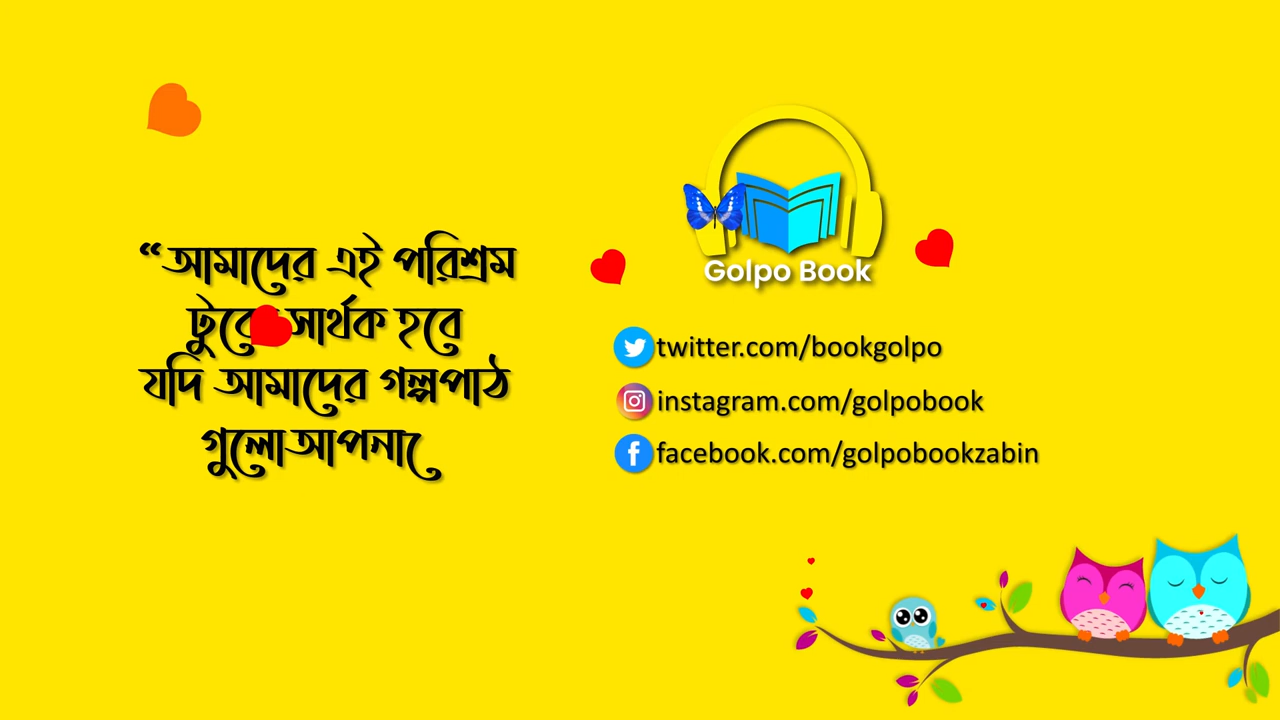 “আমাদের এই পরিশ্রম
সার্থক হবে
যদি আমাদের গল্পপাঠ
গুলো আপনাে
Golpo Book
twitter.com/bookgolpo
instagram.com/golpobook
facebook.com/golpobookzabin